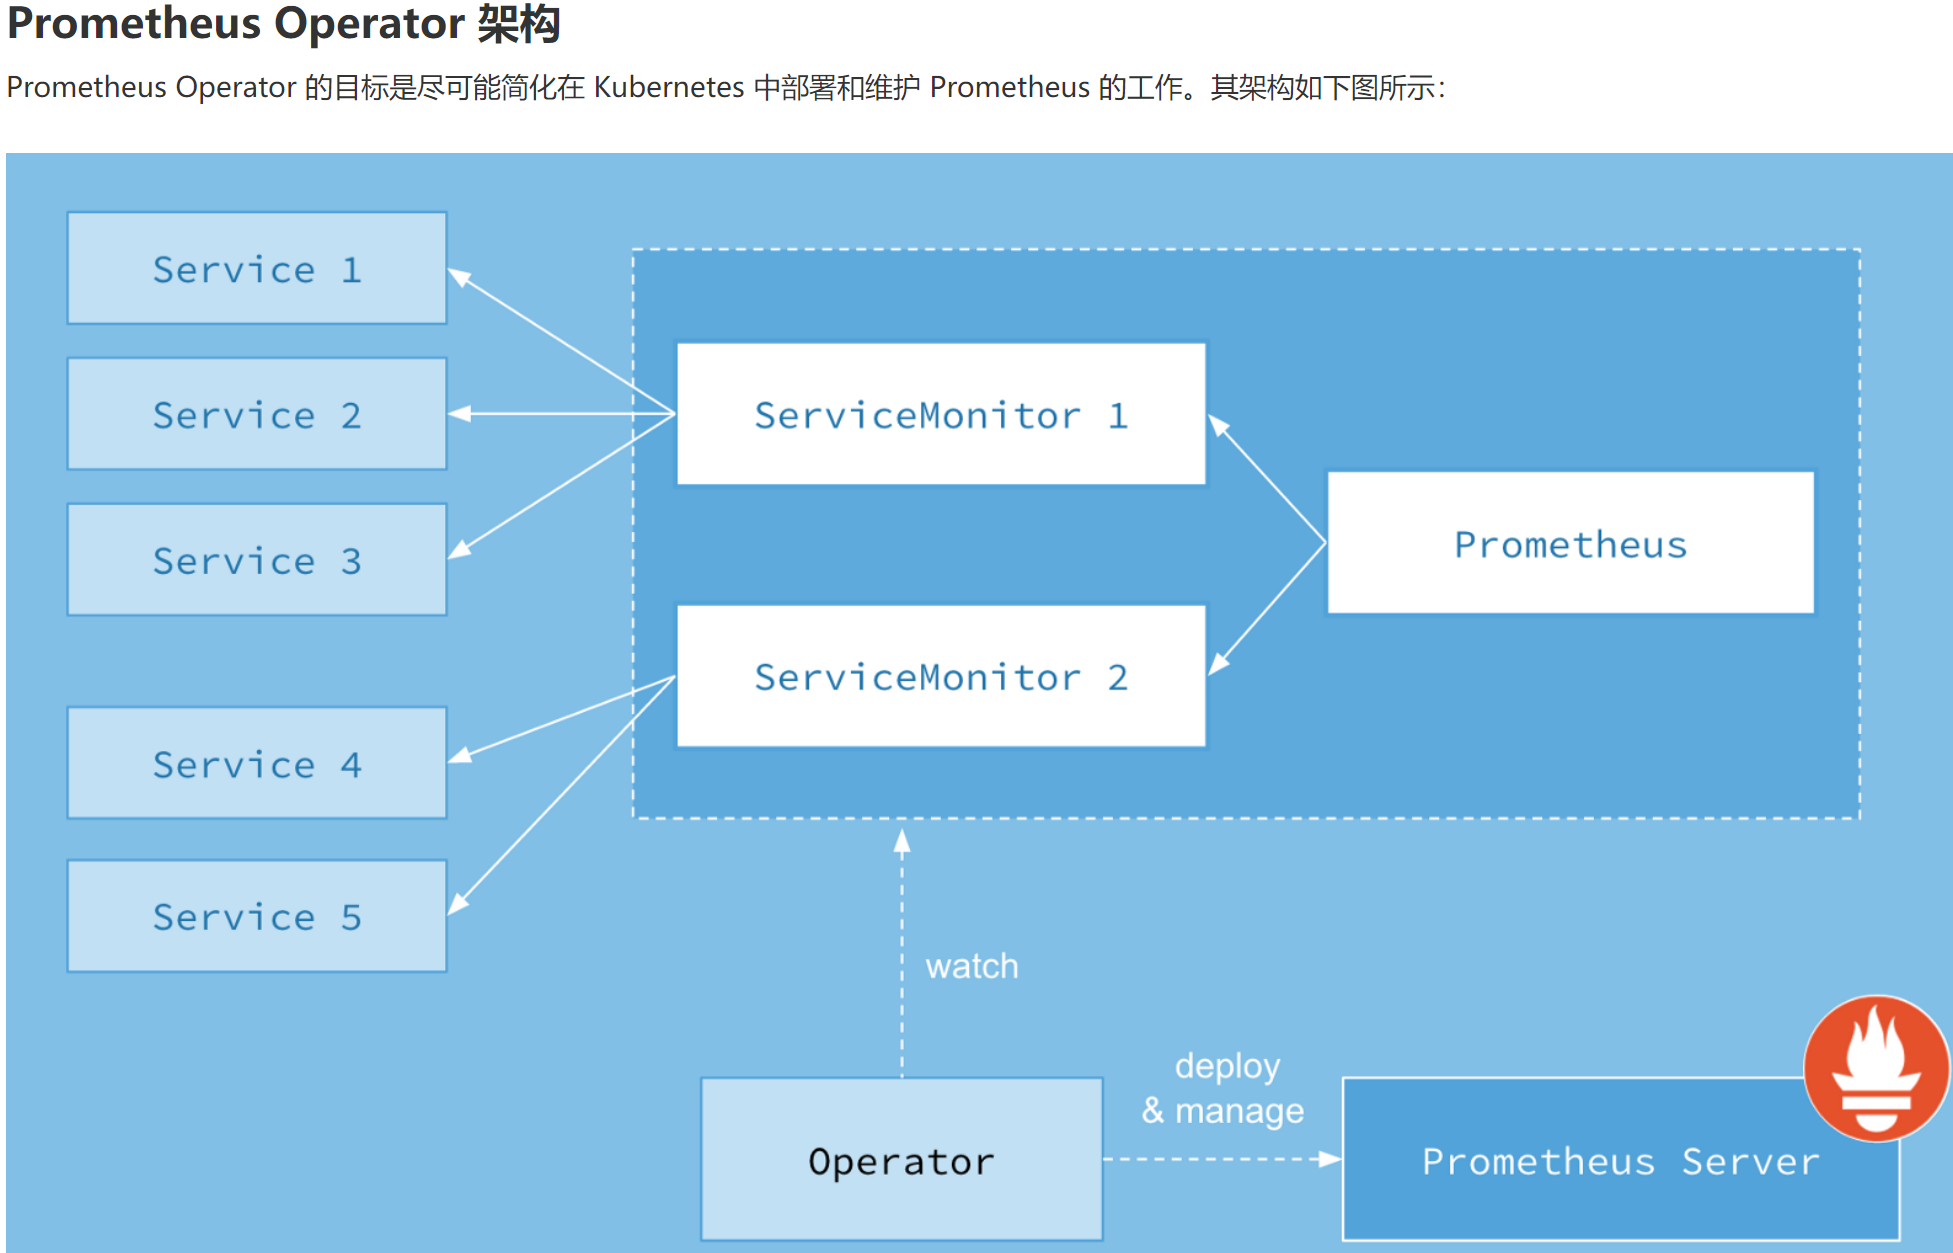 Prometheus Operator 架构
Prometheus Operator 的目标是尽可能简化在 Kubernetes 中部署和维护 Prometheus 的工作。其架构如下图所示：
Service 1
Service 2
Service 3
Service 4
Service 5
ServiceMonitor 1
ServiceMonitor 2
Prometheus
watch
deploy
& manage
Operator
Prometheus Server